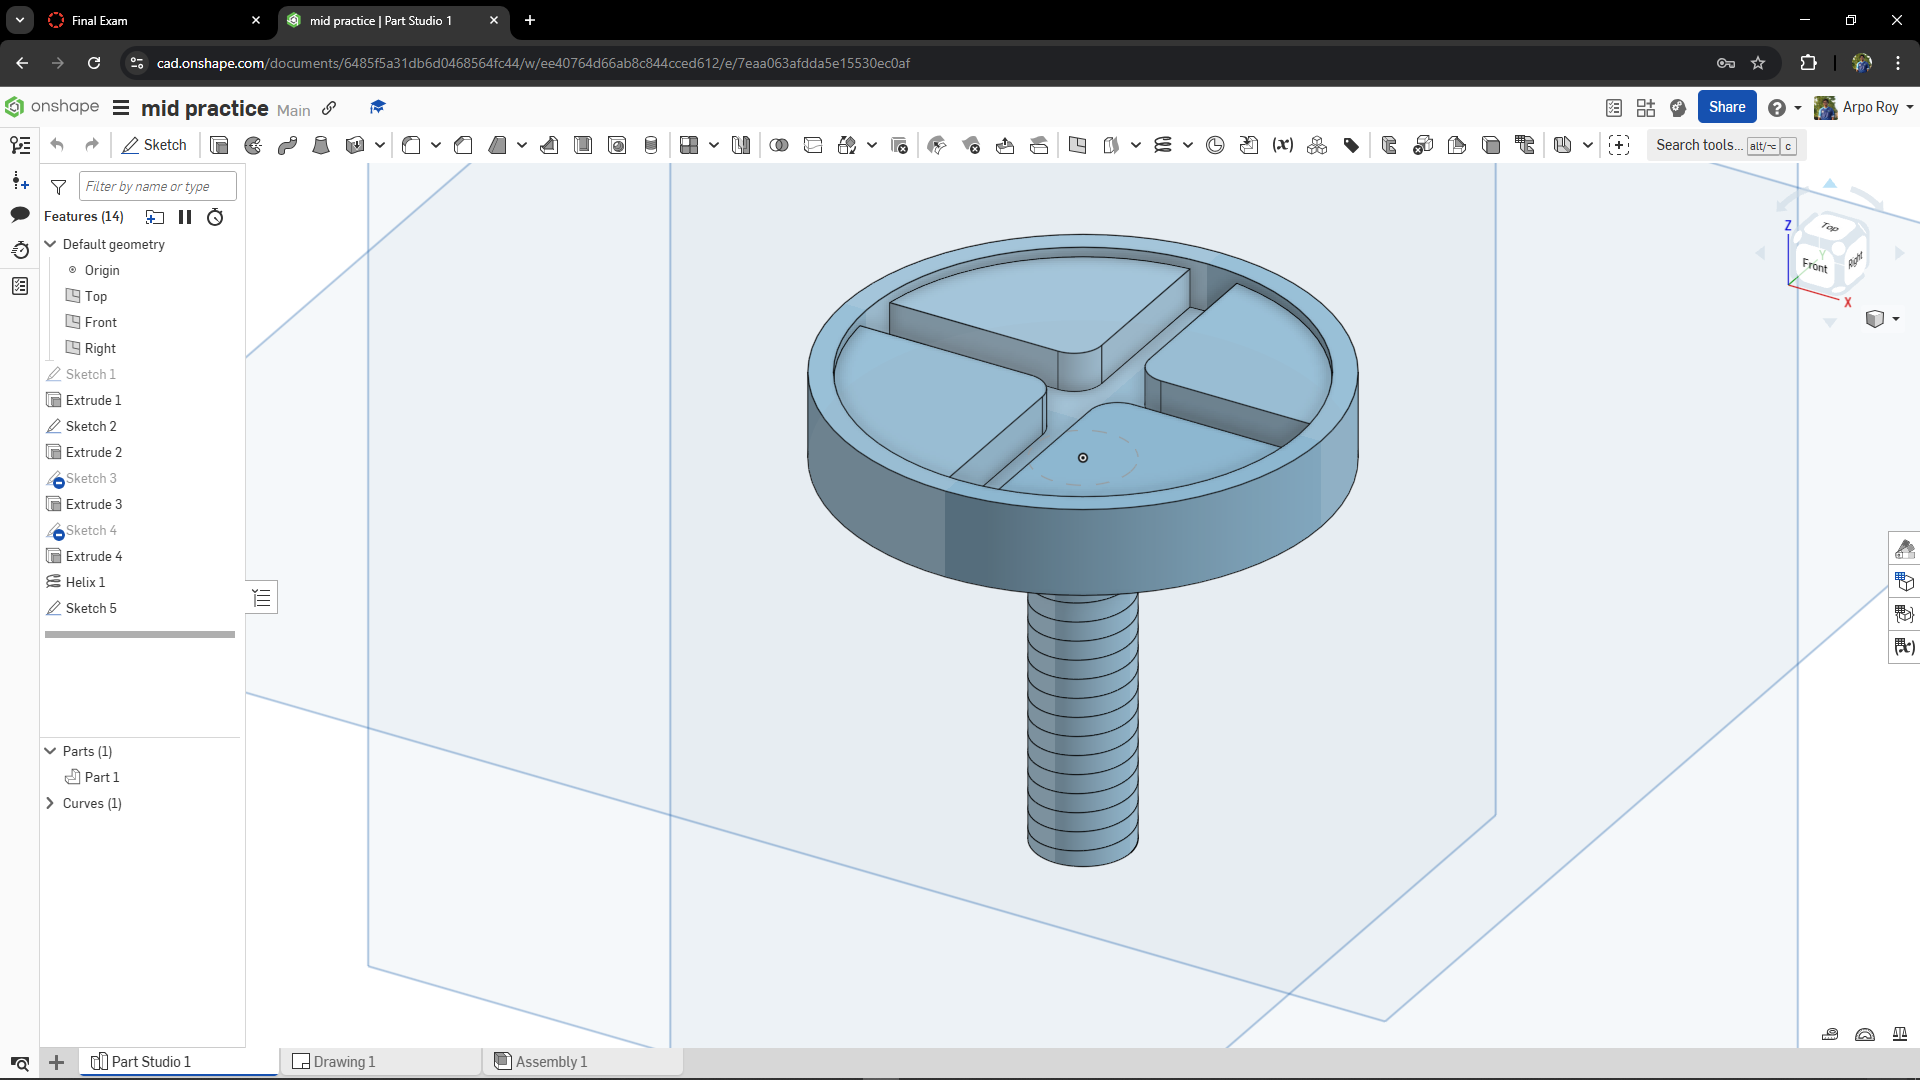 Final Exam
mid practice | Part Studio 1
cad.onshape.com/documents/6485f5a31db6d0468564fc44/w/ee40764d66ab8c844cced612/e/7eaa063afdda5e15530ec0af
onshape
mid practice Main
Share
Arpo Roy
Sketch
(x)
Search tools... alt/⌥ c
Filter by name or type
Features (14)
Default geometry
Origin
Top
Front
Right
Sketch 1
Extrude 1
Sketch 2
Extrude 2
Sketch 3
Extrude 3
Sketch 4
Extrude 4
Helix 1
Sketch 5
Parts (1)
Part 1
Curves (1)
Z
Top
Y
Front
Right
X
(x)
Part Studio 1
Drawing 1
Assembly 1